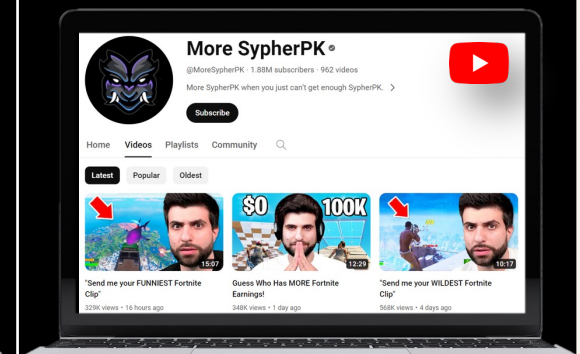 More SypherPK
@MoreSypherPK · 1.88M subscribers · 962 videos
More SypherPK when you just can't get enough SypherPK.
Subscribe
Home Videos Playlists Community
Latest Popular Oldest
15:07
$0 100K
12:29
10:17
"Send me your FUNNIEST Fortnite Clip"
329K views • 16 hours ago
Guess Who Has MORE Fortnite Earnings!
348K views • 1 day ago
"Send me your WILDEST Fortnite Clip"
568K views • 4 days ago